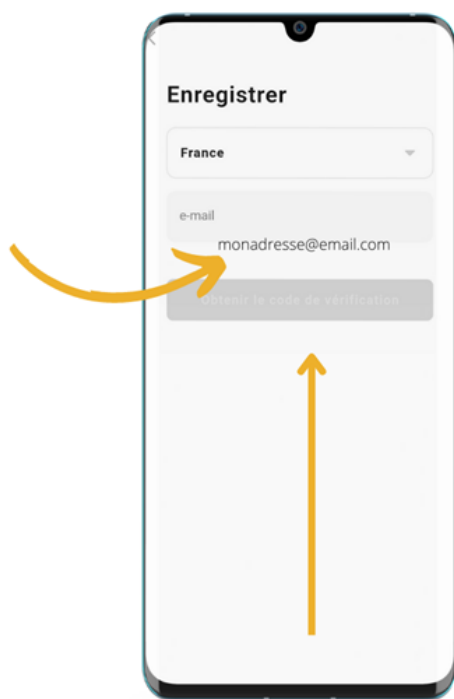 Enregistrer
France
e-mail
monadresse@email.com
Obtenir le code de vérification